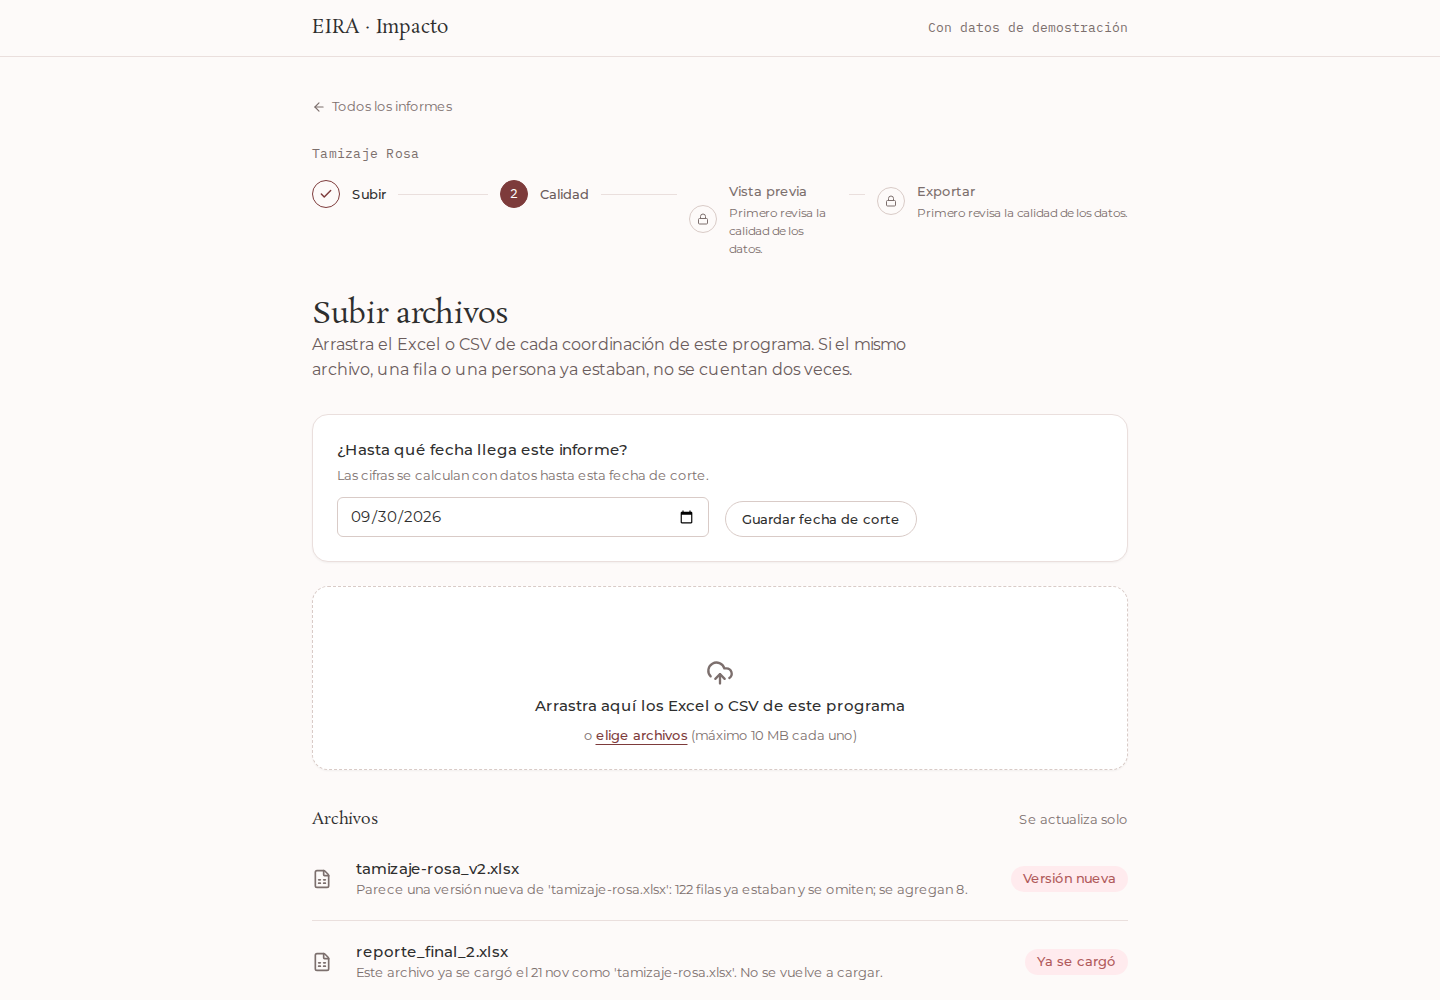 EIRA · Impacto
Con datos de demostración
Todos los informes
Tamizaje Rosa
Subir
2
Calidad
Vista previa
Primero revisa la
calidad de los
datos.
Exportar
Primero revisa la calidad de los datos.
Subir archivos
Arrastra el Excel o CSV de cada coordinación de este programa. Si el mismo
archivo, una fila o una persona ya estaban, no se cuentan dos veces.
¿Hasta qué fecha llega este informe?
Las cifras se calculan con datos hasta esta fecha de corte.
09/30/2026
Guardar fecha de corte
Arrastra aquí los Excel o CSV de este programa
o elige archivos (máximo 10 MB cada uno)
Archivos
Se actualiza solo
tamizaje-rosa_v2.xlsx
Parece una versión nueva de 'tamizaje-rosa.xlsx': 122 filas ya estaban y se omiten; se agregan 8.
Versión nueva
reporte_final_2.xlsx
Este archivo ya se cargó el 21 nov como 'tamizaje-rosa.xlsx'. No se vuelve a cargar.
Ya se cargó